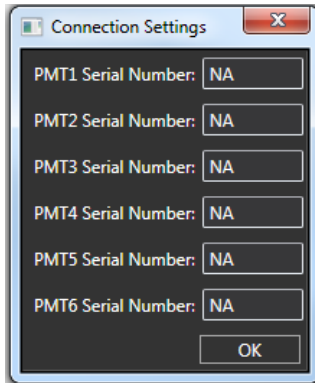 Connection Settings
PMT1 Serial Number: NA
PMT2 Serial Number: NA
PMT3 Serial Number: NA
PMT4 Serial Number: NA
PMT5 Serial Number: NA
PMT6 Serial Number: NA
OK